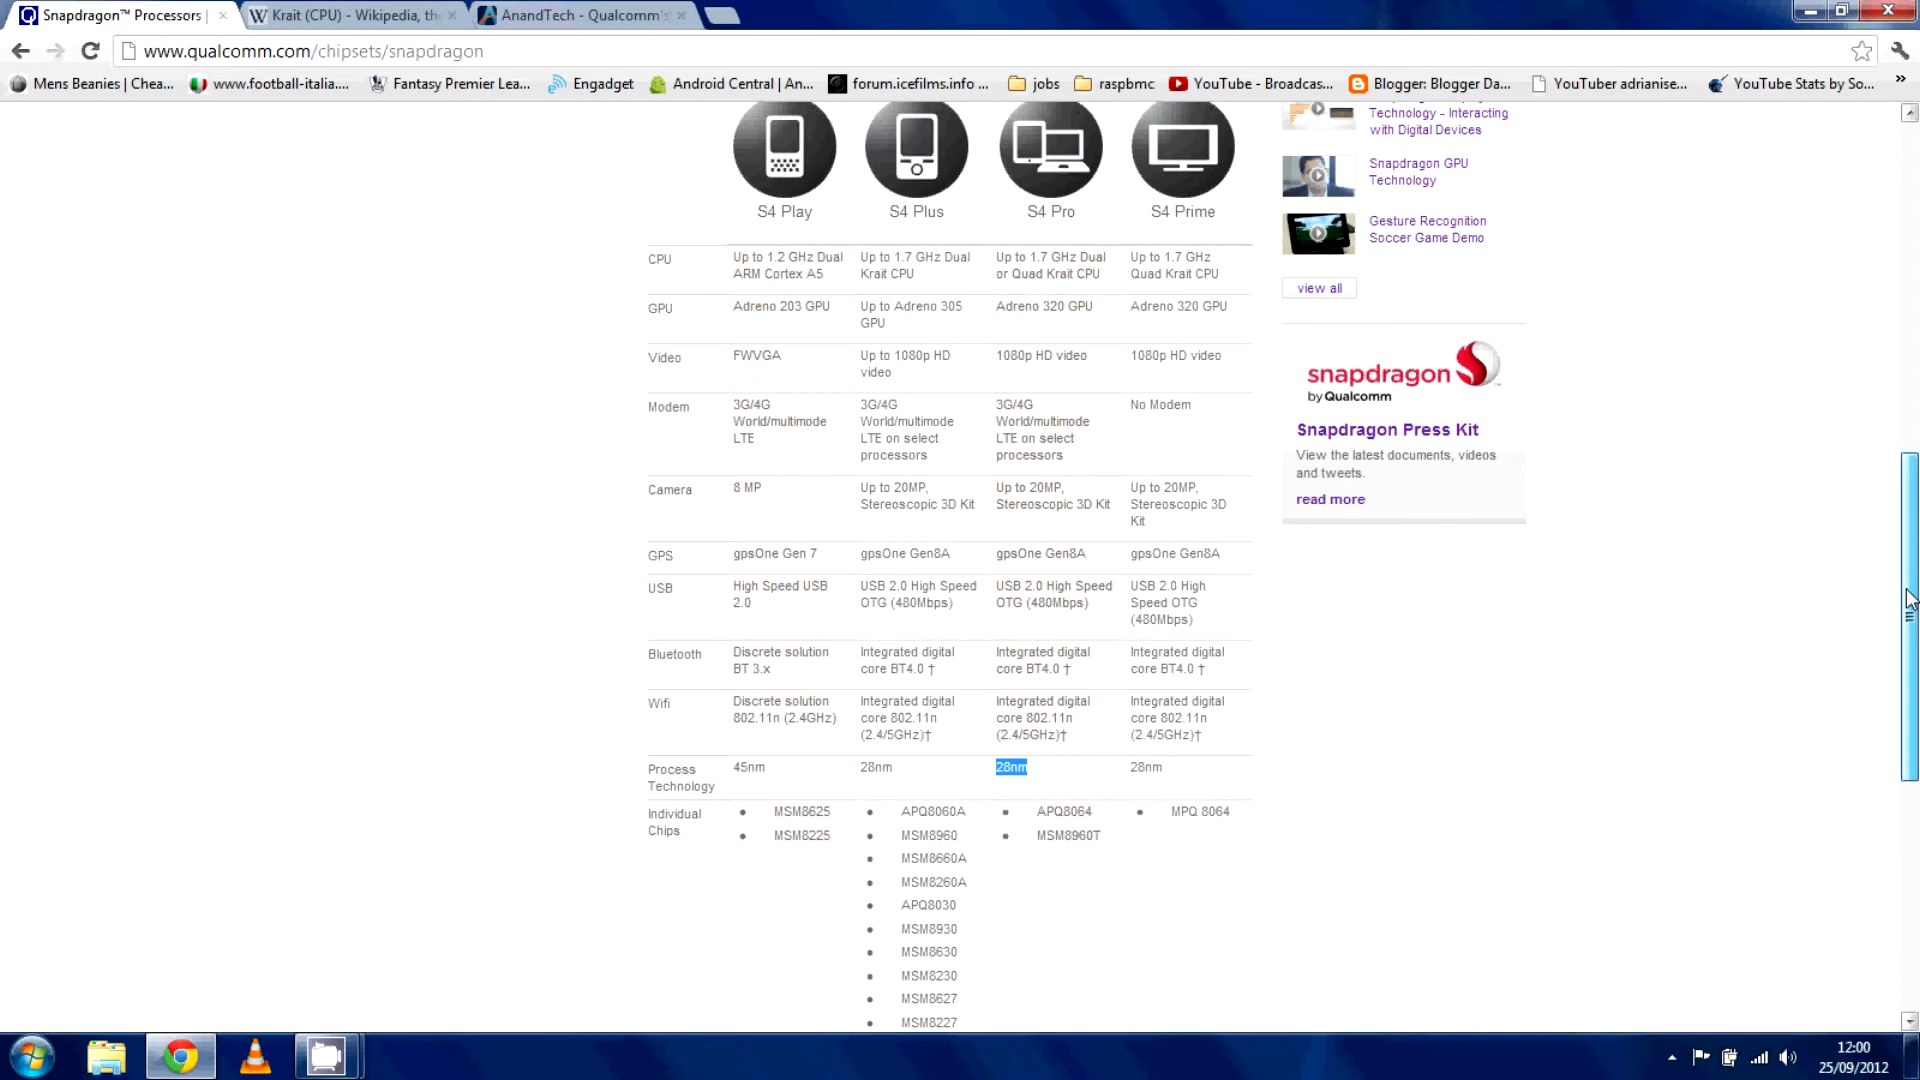 Snapdragon™ Processors |
Krait (CPU) - Wikipedia, the
AnandTech - Qualcomm's
www.qualcomm.com/chipsets/snapdragon
Mens Beanies | Chea...
www.football-italia....
Fantasy Premier Lea...
Engadget
Android Central | An...
forum.icefilms.info ...
jobs
raspbmc
YouTube - Broadcas...
Blogger: Blogger Da...
YouTuber adrianise...
YouTube Stats by So...
»
S4 Play
S4 Plus
S4 Pro
S4 Prime
CPU
Up to 1.2 GHz Dual
ARM Cortex A5
Up to 1.7 GHz Dual
Krait CPU
Up to 1.7 GHz Dual
or Quad Krait CPU
Up to 1.7 GHz
Quad Krait CPU
GPU
Adreno 203 GPU
Up to Adreno 305
GPU
Adreno 320 GPU
Adreno 320 GPU
Video
FWVGA
Up to 1080p HD
video
1080p HD video
1080p HD video
Modem
3G/4G
World/multimode
LTE
3G/4G
World/multimode
LTE on select
processors
3G/4G
World/multimode
LTE on select
processors
No Modem
Camera
8 MP
Up to 20MP,
Stereoscopic 3D Kit
Up to 20MP,
Stereoscopic 3D Kit
Up to 20MP,
Stereoscopic 3D
Kit
GPS
gpsOne Gen 7
gpsOne Gen8A
gpsOne Gen8A
gpsOne Gen8A
USB
High Speed USB
2.0
USB 2.0 High Speed
OTG (480Mbps)
USB 2.0 High Speed
OTG (480Mbps)
USB 2.0 High
Speed OTG
(480Mbps)
Bluetooth
Discrete solution
BT 3.x
Integrated digital
core BT4.0 †
Integrated digital
core BT4.0 †
Integrated digital
core BT4.0 †
Wifi
Discrete solution
802.11n (2.4GHz)
Integrated digital
core 802.11n
(2.4/5GHz)†
Integrated digital
core 802.11n
(2.4/5GHz)†
Integrated digital
core 802.11n
(2.4/5GHz)†
Process
Technology
45nm
28nm
28nm
28nm
Individual
Chips
• MSM8625
• MSM8225
• APQ8060A
• MSM8960
• MSM8660A
• MSM8260A
• APQ8030
• MSM8930
• MSM8630
• MSM8230
• MSM8627
• MSM8227
• APQ8064
• MSM8960T
• MPQ 8064
Technology - Interacting
with Digital Devices
Snapdragon GPU
Technology
Gesture Recognition
Soccer Game Demo
view all
snapdragon
by Qualcomm
Snapdragon Press Kit
View the latest documents, videos
and tweets.
read more
12:00
25/09/2012